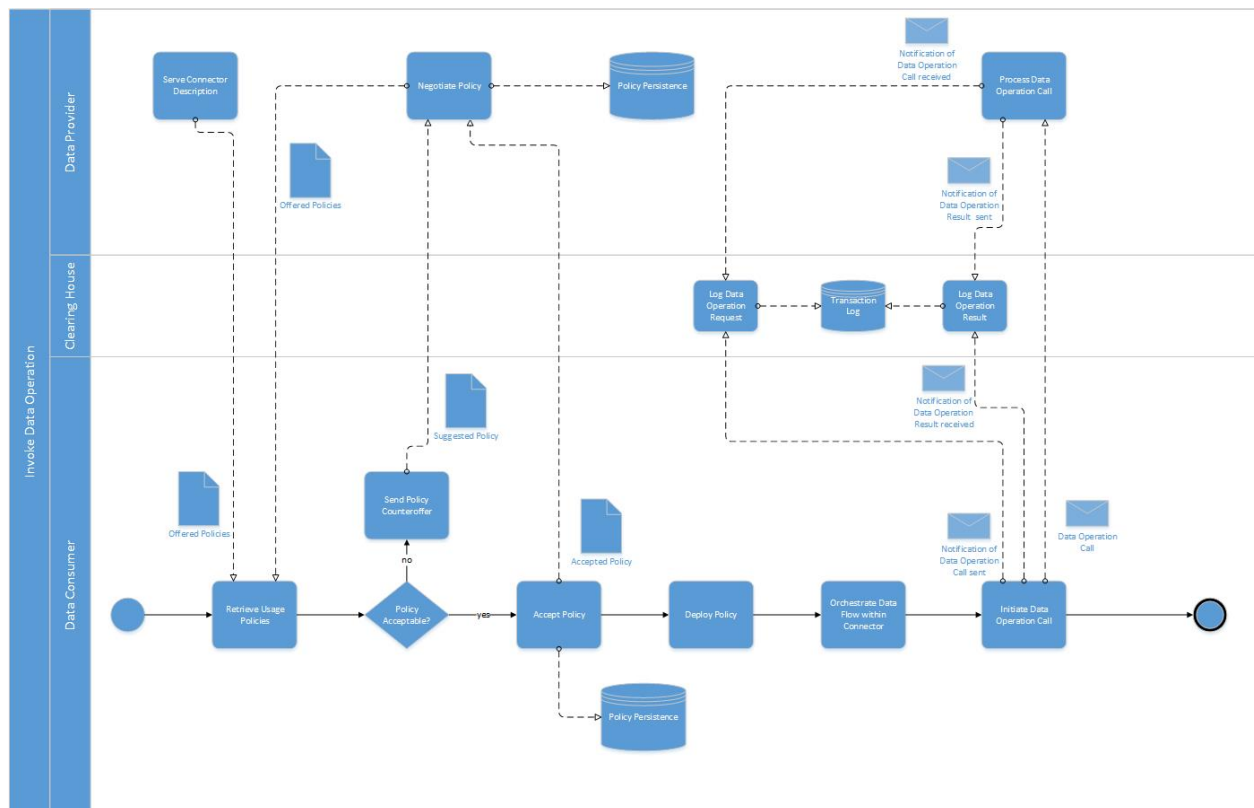 Invoke Data Operation
Data Provider
Serve Connector
Description
Negotiate Policy
Policy Persistence
Notification of
Data Operation
Call received
Process Data
Operation Call
Offered Policies
Notification of
Data Operation
Result sent
Clearing House
Log Data
Operation
Request
Transaction
Log
Log Data
Operation
Result
Data Consumer
Suggested Policy
Notification of
Data Operation
Result received
Offered Policies
Send Policy
Counteroffer
no
Accepted Policy
Notification of
Data Operation
Call sent
Data Operation
Call
Retrieve Usage
Policies
Policy
Acceptable?
yes
Accept Policy
Deploy Policy
Orchestrate Data
Flow within
Connector
Initiate Data
Operation Call
Policy Persistence